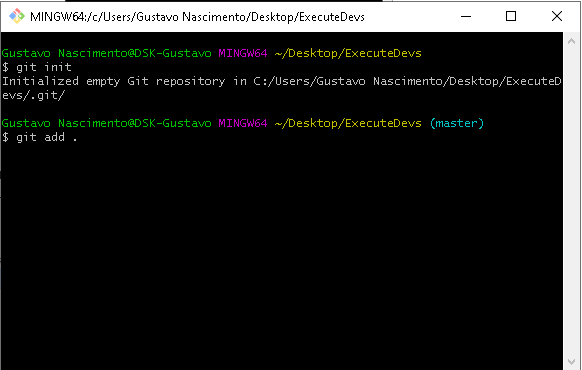 MINGW64:/c/Users/Gustavo Nascimento/Desktop/ExecuteDevs
Gustavo Nascimento@DSK-Gustavo MINGW64 ~/Desktop/ExecuteDevs
$ git init
Initialized empty Git repository in C:/Users/Gustavo Nascimento/Desktop/ExecuteD
evs/.git/
Gustavo Nascimento@DSK-Gustavo MINGW64 ~/Desktop/ExecuteDevs (master)
$ git add .